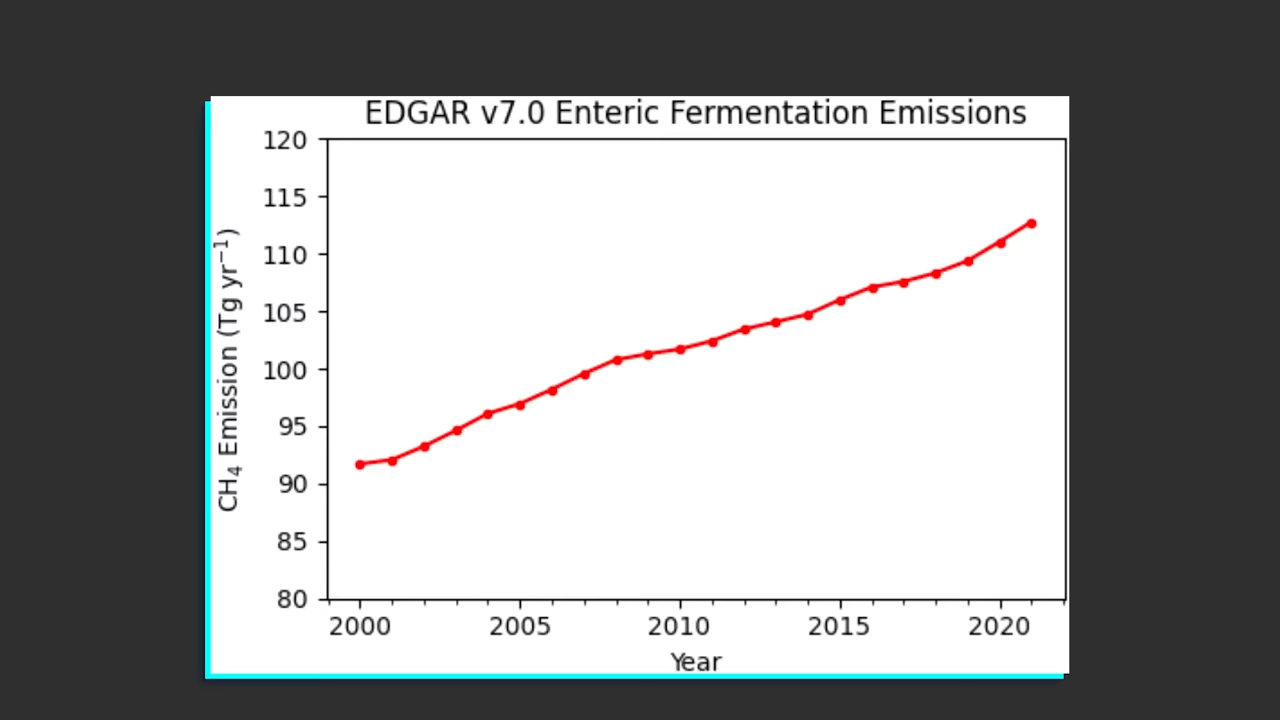 EDGAR v7.0 Enteric Fermentation Emissions
120
115
110
105
100
95
90
85
80
CH₄ Emission (Tg yr⁻¹)
2000 2005 2010 2015 2020
Year